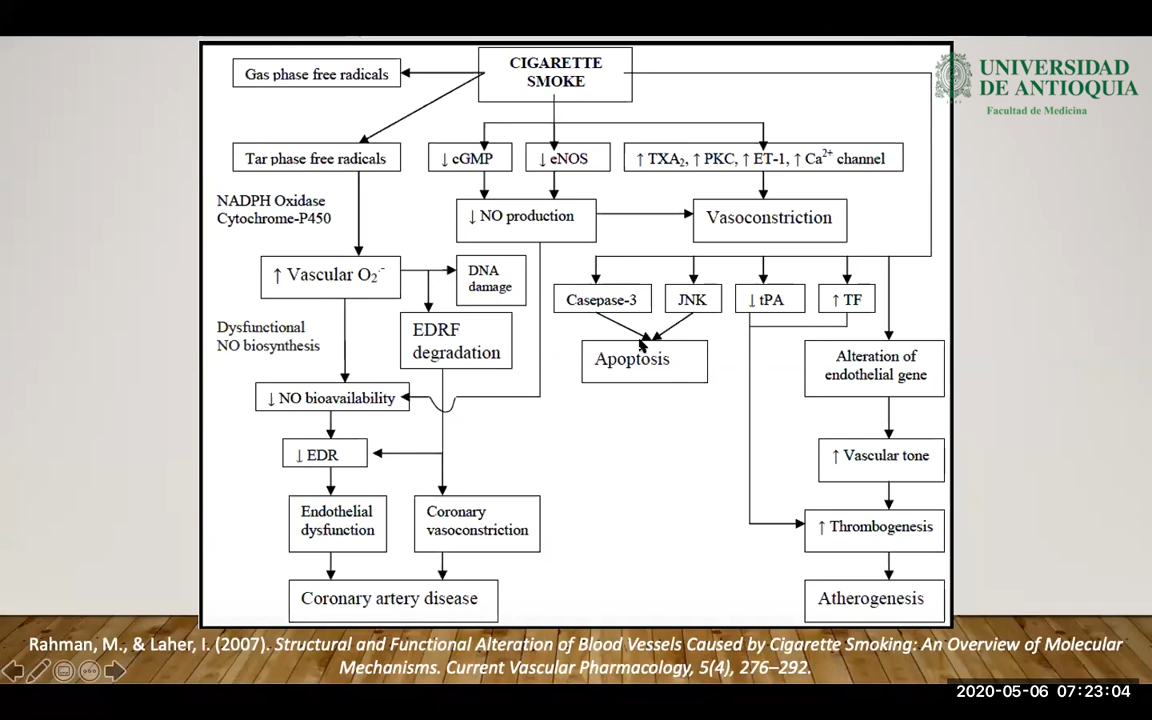 CIGARETTE
SMOKE
Gas phase free radicals
UNIVERSIDAD
DE ANTIOQUIA
Facultad de Medicina
Tar phase free radicals
↓ cGMP
↓ eNOS
↑ TXA₂, ↑ PKC, ↑ ET-1, ↑ Ca²⁺ channel
NADPH Oxidase
Cytochrome-P450
↓ NO production
Vasoconstriction
↑ Vascular O₂·⁻
DNA
damage
Casepase-3
JNK
↓ tPA
↑ TF
Dysfunctional
NO biosynthesis
EDRF
degradation
Apoptosis
Alteration of
endothelial gene
↓ NO bioavailability
↓ EDR
↑ Vascular tone
Endothelial
dysfunction
Coronary
vasoconstriction
↑ Thrombogenesis
Coronary artery disease
Atherogenesis
Rahman, M., & Laher, I. (2007). Structural and Functional Alteration of Blood Vessels Caused by Cigarette Smoking: An Overview of Molecular
Mechanisms. Current Vascular Pharmacology, 5(4), 276–292.
2020-05-06 07:23:04